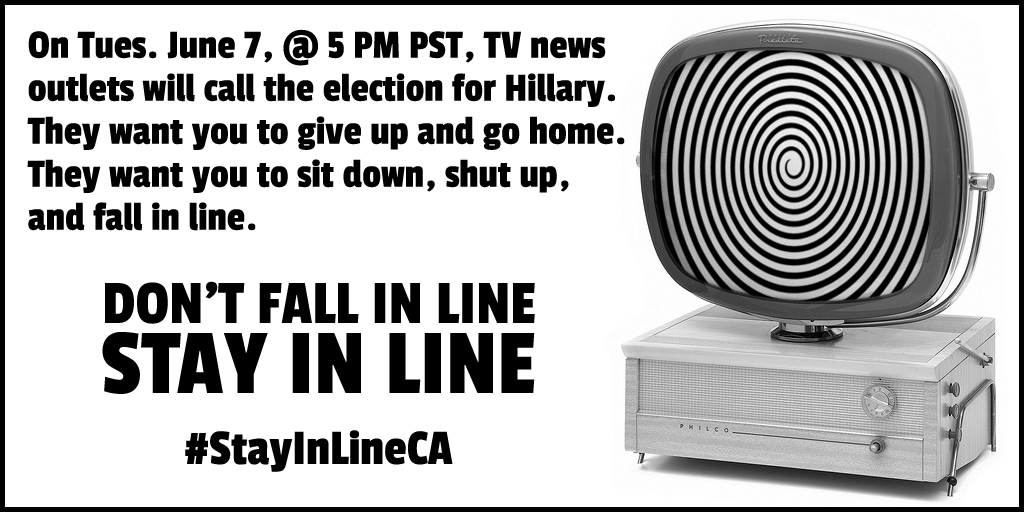 On Tues. June 7, @ 5 PM PST, TV news
outlets will call the election for Hillary.
They want you to give up and go home.
They want you to sit down, shut up,
and fall in line.
DON'T FALL IN LINE
STAY IN LINE
#StayInLineCA
Predicta
PHILCO